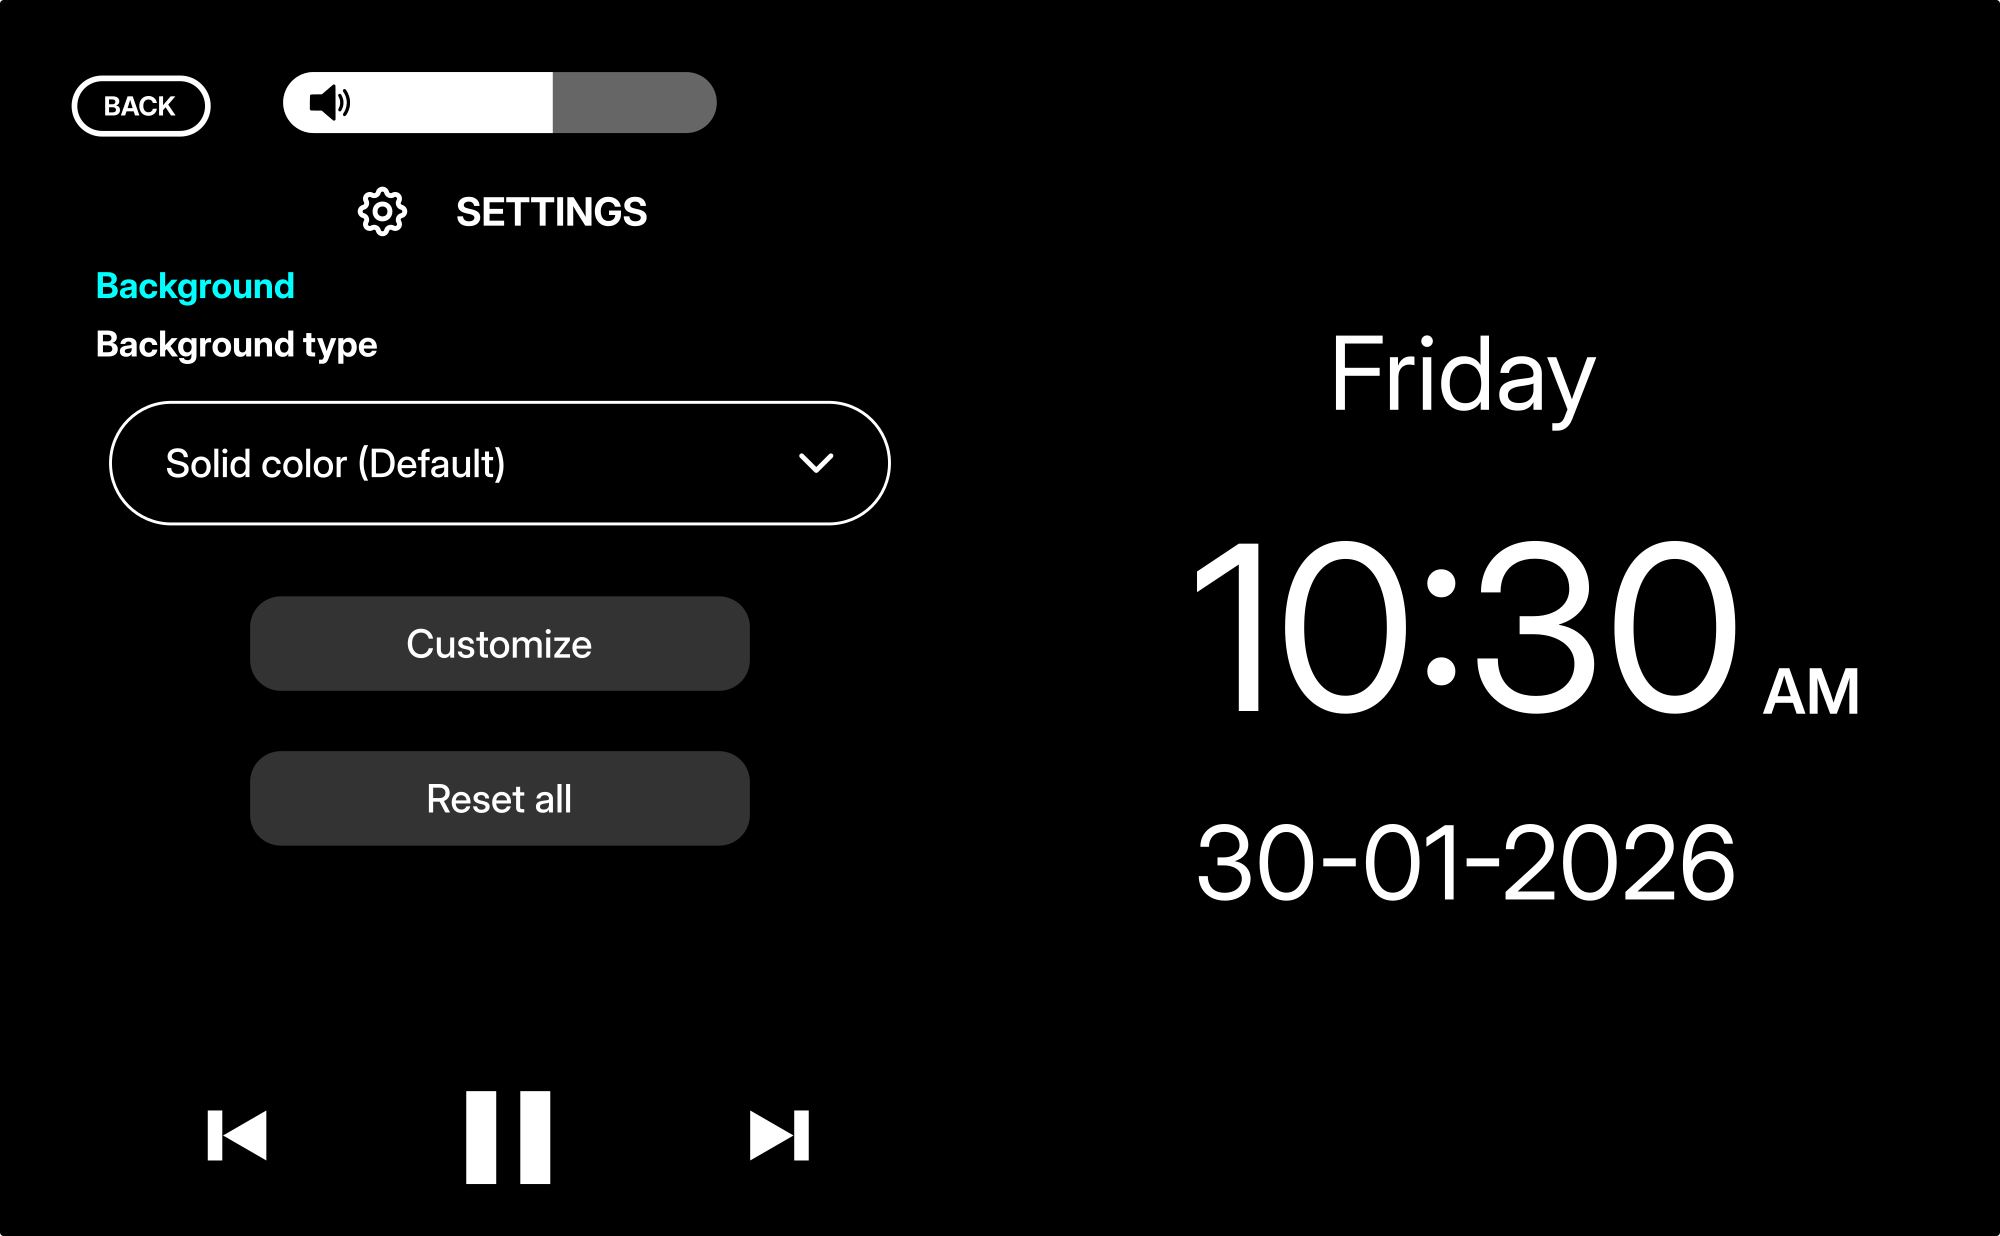 BACK
SETTINGS
Background
Background type
Solid color (Default)
Customize
Reset all
Friday
10:30 AM
30-01-2026